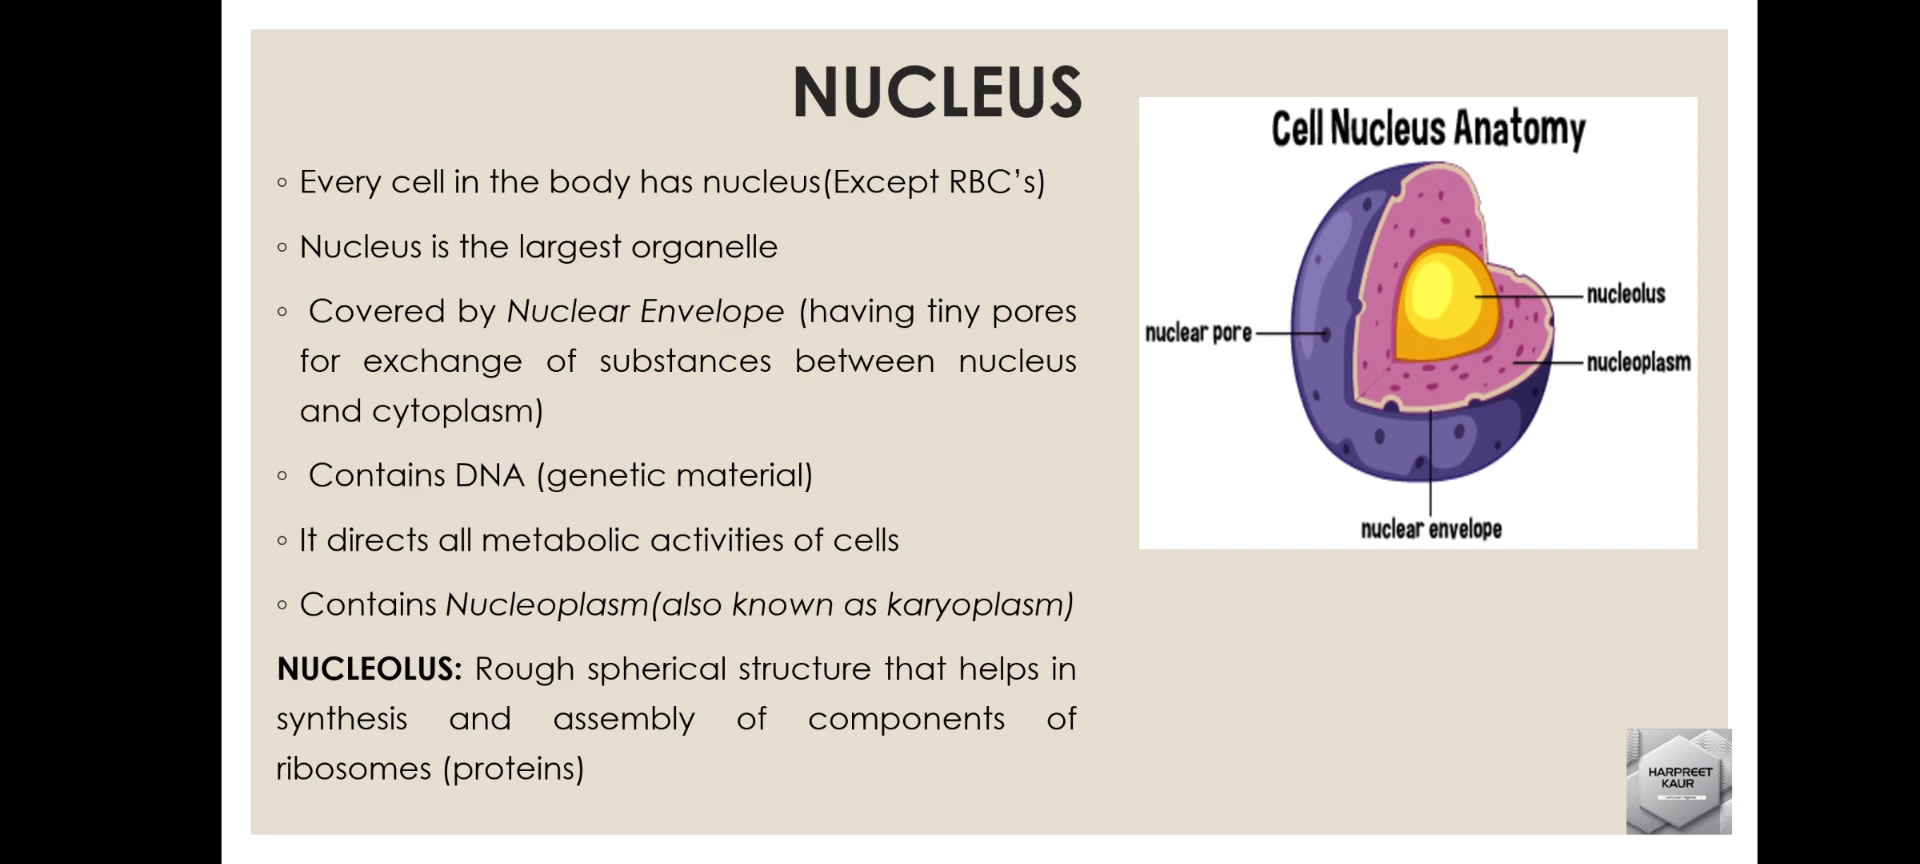 NUCLEUS
◦ Every cell in the body has nucleus(Except RBC’s)
◦ Nucleus is the largest organelle
◦ Covered by Nuclear Envelope (having tiny pores
for exchange of substances between nucleus
and cytoplasm)
◦ Contains DNA (genetic material)
◦ It directs all metabolic activities of cells
◦ Contains Nucleoplasm(also known as karyoplasm)
NUCLEOLUS: Rough spherical structure that helps in
synthesis and assembly of components of
ribosomes (proteins)
Cell Nucleus Anatomy
nucleolus
nuclear pore
nucleoplasm
nuclear envelope
HARPREET
KAUR